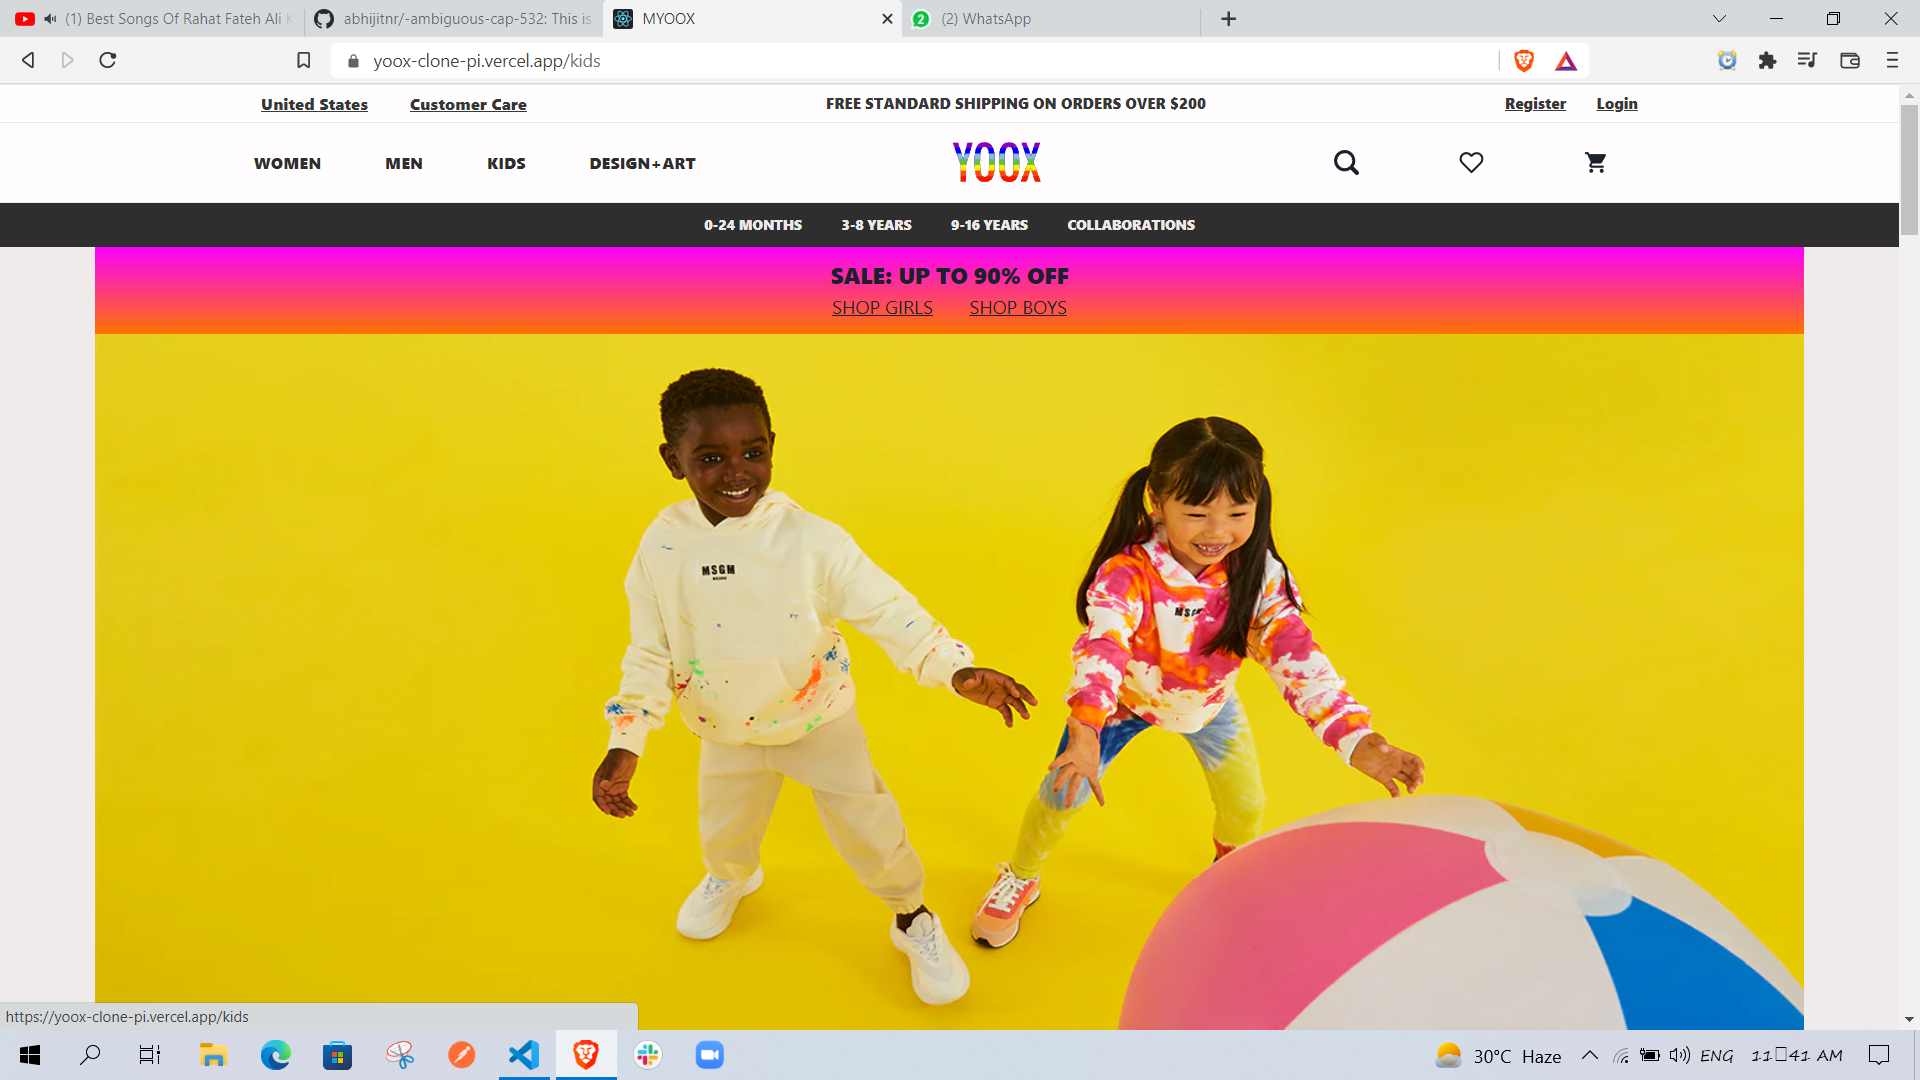 (1) Best Songs Of Rahat Fateh Ali K
abhijitnr/-ambiguous-cap-532: This is
MYOOX
2 (2) WhatsApp
yoox-clone-pi.vercel.app/kids
United States Customer Care FREE STANDARD SHIPPING ON ORDERS OVER $200 Register Login
WOMEN MEN KIDS DESIGN+ART YOOX
0-24 MONTHS 3-8 YEARS 9-16 YEARS COLLABORATIONS
SALE: UP TO 90% OFF
SHOP GIRLS SHOP BOYS
MSGM
https://yoox-clone-pi.vercel.app/kids
30°C Haze ENG 11 41 AM